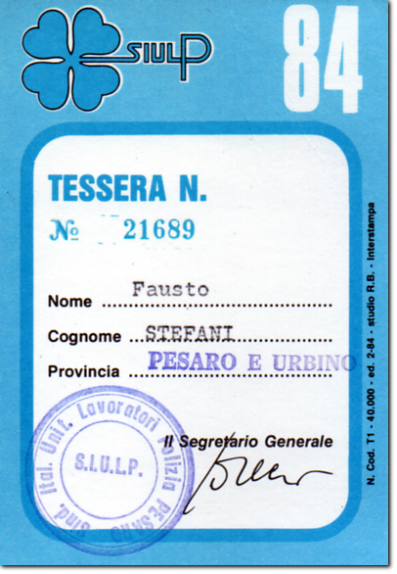 SIULP
84
TESSERA N.
№ 21689
Nome Fausto
Cognome STEFANI
Provincia PESARO E URBINO
Il Segretario Generale
Sind. Ital. Unit. Lavoratori Polizia PESARO
S.I.U.L.P.
N. Cod. T1 - 40.000 - ed. 2-84 - studio R.B. - Interstampa